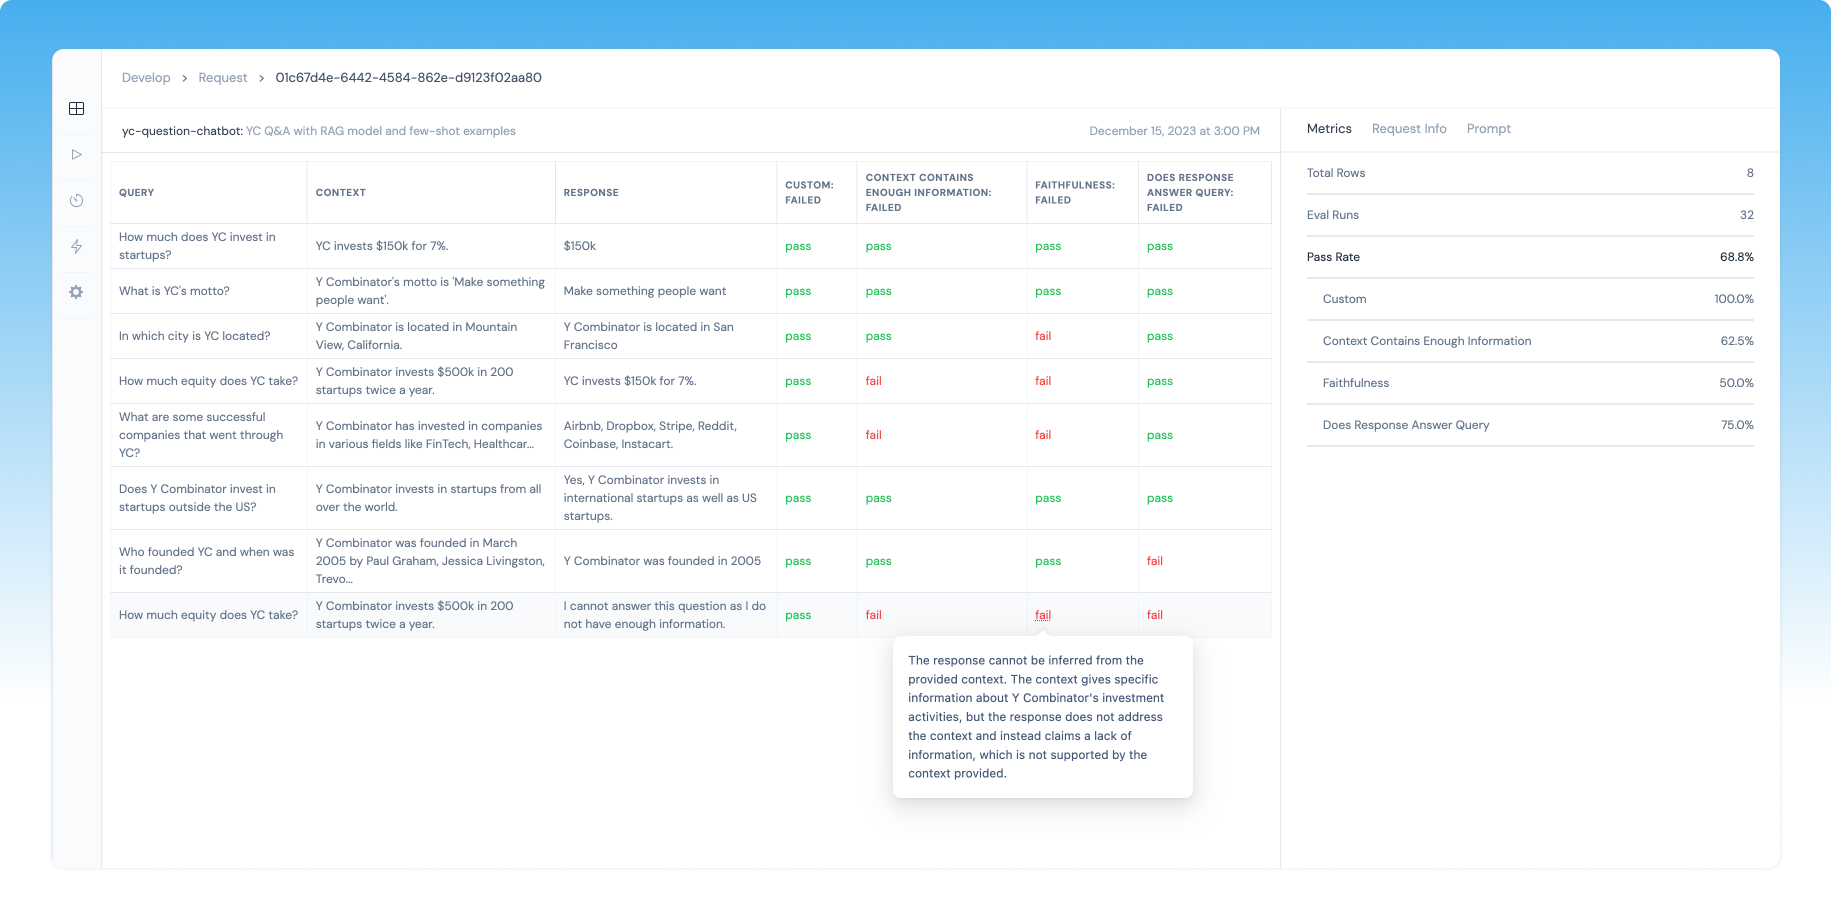 Develop > Request > 01c67d4e-6442-4584-862e-d9123f02aa80
yc-question-chatbot: YC Q&A with RAG model and few-shot examples
December 15, 2023 at 3:00 PM
QUERY
CONTEXT
RESPONSE
CUSTOM:
FAILED
CONTEXT CONTAINS
ENOUGH INFORMATION:
FAILED
FAITHFULNESS:
FAILED
DOES RESPONSE
ANSWER QUERY:
FAILED
How much does YC invest in
startups?
YC invests $150k for 7%.
$150k
pass
pass
pass
pass
What is YC's motto?
Y Combinator's motto is 'Make something
people want'.
Make something people want
pass
pass
pass
pass
In which city is YC located?
Y Combinator is located in Mountain
View, California.
Y Combinator is located in San
Francisco
pass
pass
fail
pass
How much equity does YC take?
Y Combinator invests $500k in 200
startups twice a year.
YC invests $150k for 7%.
pass
fail
fail
pass
What are some successful
companies that went through
YC?
Y Combinator has invested in companies
in various fields like FinTech, Healthcar...
Airbnb, Dropbox, Stripe, Reddit,
Coinbase, Instacart.
pass
fail
fail
pass
Does Y Combinator invest in
startups outside the US?
Y Combinator invests in startups from all
over the world.
Yes, Y Combinator invests in
international startups as well as US
startups.
pass
pass
pass
pass
Who founded YC and when was
it founded?
Y Combinator was founded in March
2005 by Paul Graham, Jessica Livingston,
Trevo...
Y Combinator was founded in 2005
pass
pass
pass
fail
How much equity does YC take?
Y Combinator invests $500k in 200
startups twice a year.
I cannot answer this question as I do
not have enough information.
pass
fail
fail
fail
The response cannot be inferred from the
provided context. The context gives specific
information about Y Combinator's investment
activities, but the response does not address
the context and instead claims a lack of
information, which is not supported by the
context provided.
Metrics
Request Info
Prompt
Total Rows 8
Eval Runs 32
Pass Rate 68.8%
Custom 100.0%
Context Contains Enough Information 62.5%
Faithfulness 50.0%
Does Response Answer Query 75.0%